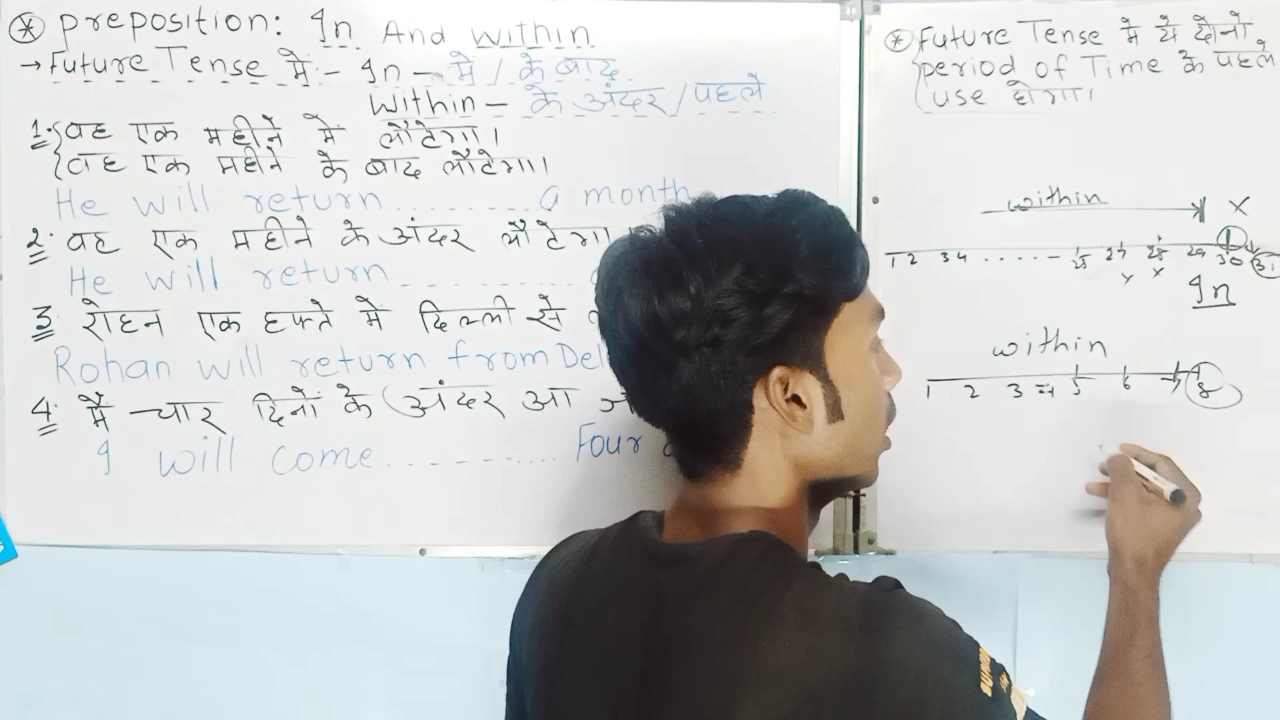 * preposition: In And within
→ Future Tense में :- In - में / के बाद
Within - के अंदर / पहले
1. वह एक महीने में लौटेगा।
वह एक महीने के बाद लौटेगा।
He will return ......... a month
2. वह एक महीने के अंदर लौटेगा
He will return ............
3. रोहन एक हफ्ते में दिल्ली से
Rohan will return from Del
4. मैं चार दिनों के अंदर आ
I will come ............ Four
* Future Tense में ये दोनों
period of Time के पहले
use होगा।
within ×
1 2 3 4 ...... 25 27 28 29 30 31
× ×
In
within
1 2 3 4 5 6 8